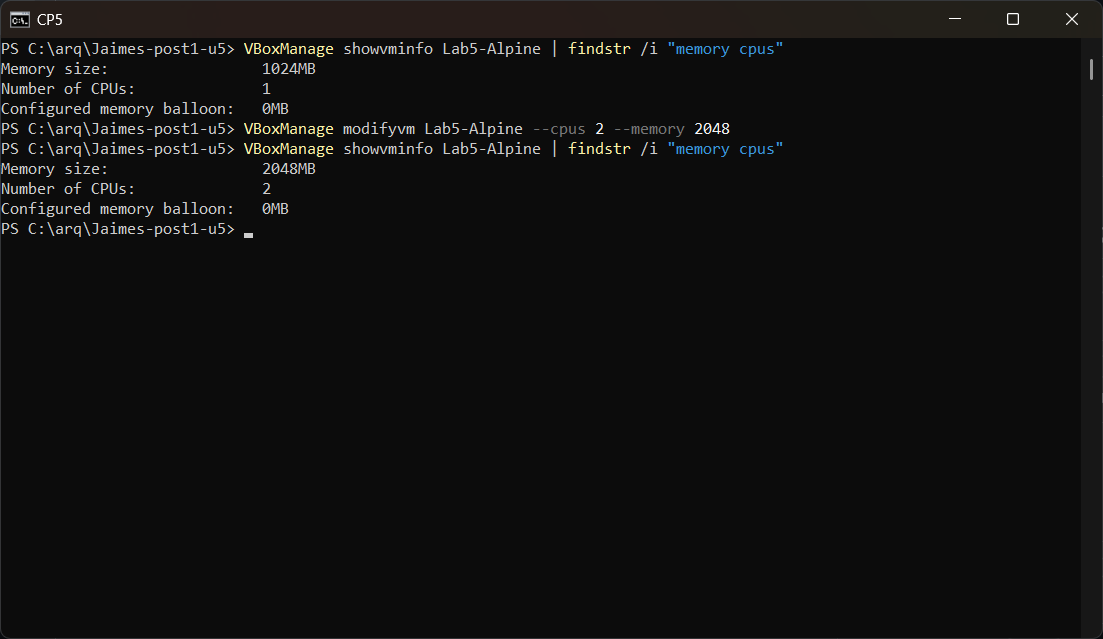 CP5
PS C:\arq\Jaimes-post1-u5> VBoxManage showvminfo Lab5-Alpine | findstr /i "memory cpus"
Memory size:                 1024MB
Number of CPUs:              1
Configured memory balloon:   0MB
PS C:\arq\Jaimes-post1-u5> VBoxManage modifyvm Lab5-Alpine --cpus 2 --memory 2048
PS C:\arq\Jaimes-post1-u5> VBoxManage showvminfo Lab5-Alpine | findstr /i "memory cpus"
Memory size:                 2048MB
Number of CPUs:              2
Configured memory balloon:   0MB
PS C:\arq\Jaimes-post1-u5>